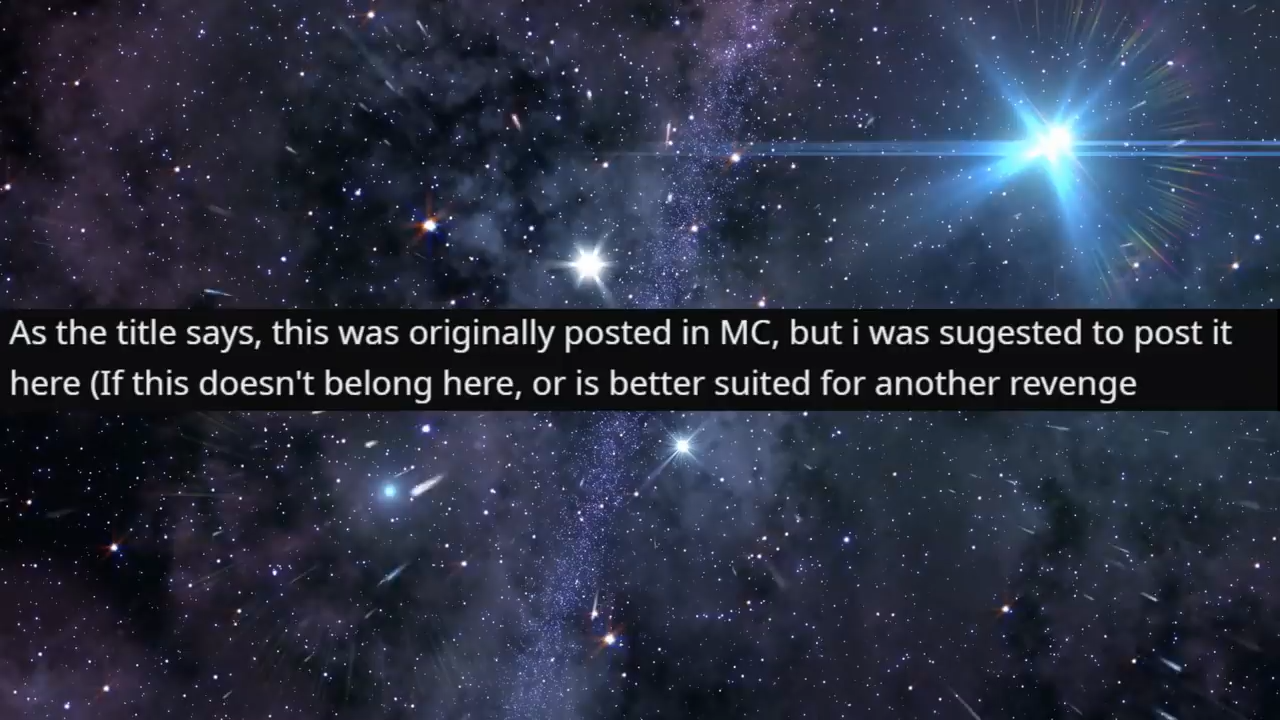 As the title says, this was originally posted in MC, but i was sugested to post it
here (If this doesn't belong here, or is better suited for another revenge